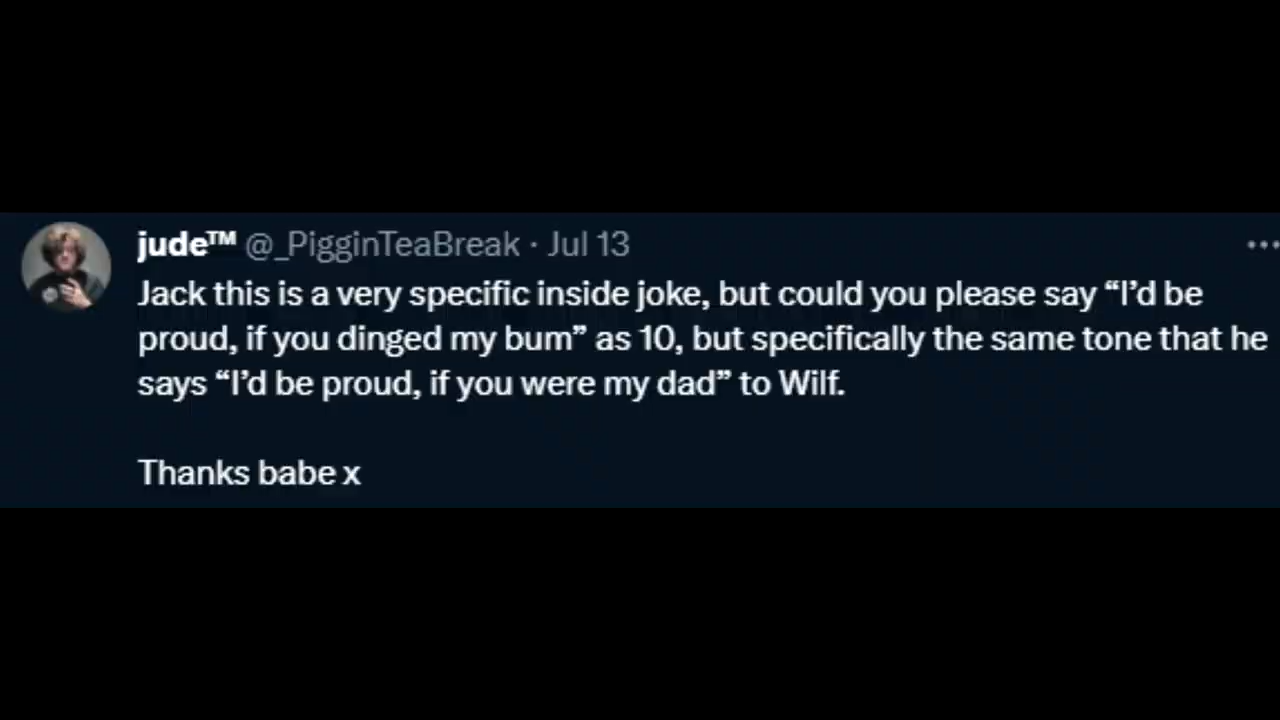 jude™ @_PigginTeaBreak · Jul 13
Jack this is a very specific inside joke, but could you please say “I’d be
proud, if you dinged my bum” as 10, but specifically the same tone that he
says “I’d be proud, if you were my dad” to Wilf.
Thanks babe x